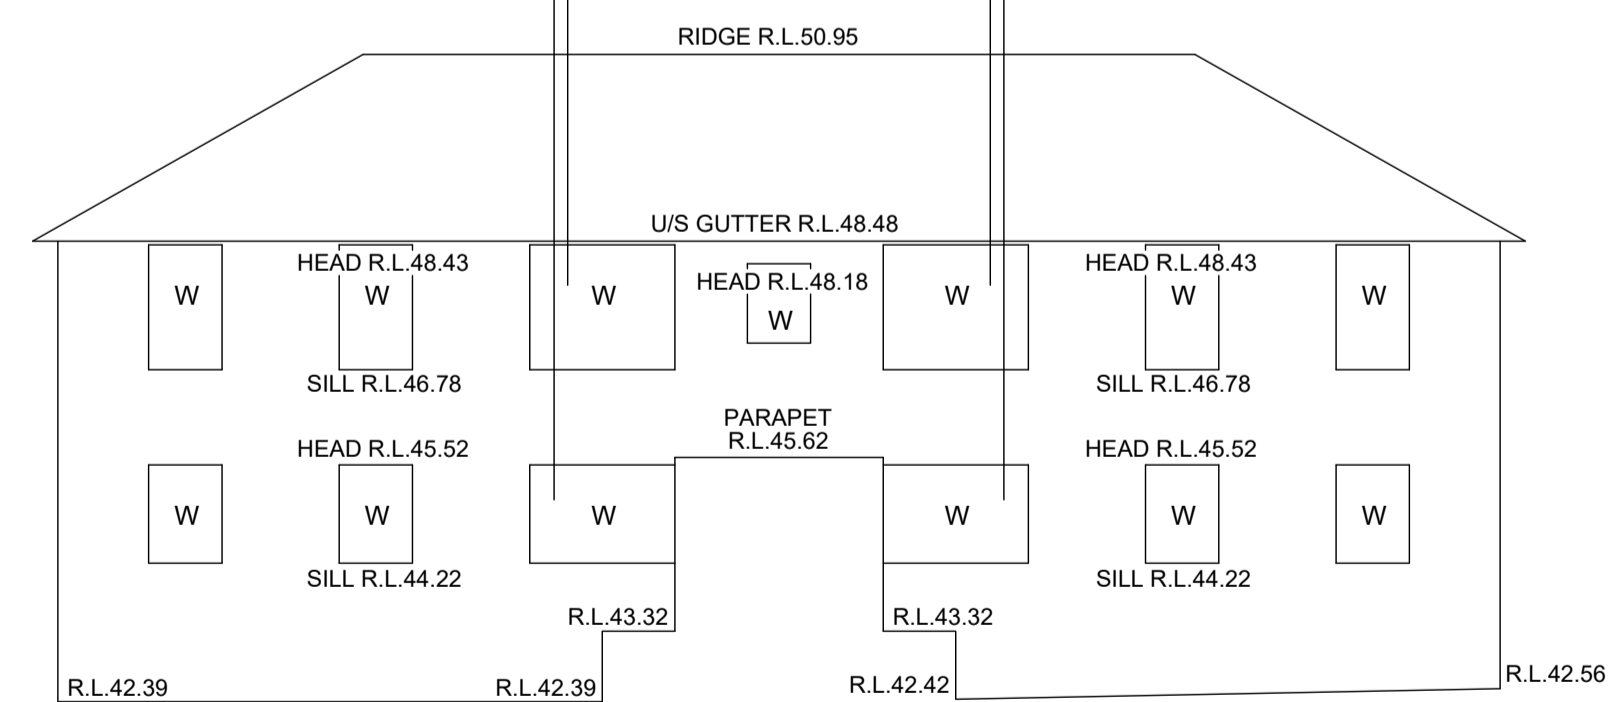 RIDGE R.L.50.95
U/S GUTTER R.L.48.48
HEAD R.L.48.43
HEAD R.L.48.18
HEAD R.L.48.43
W
W
W
W
W
W
W
SILL R.L.46.78
SILL R.L.46.78
PARAPET
R.L.45.62
HEAD R.L.45.52
HEAD R.L.45.52
W
W
W
W
W
W
SILL R.L.44.22
SILL R.L.44.22
R.L.43.32
R.L.43.32
R.L.42.39
R.L.42.39
R.L.42.42
R.L.42.56